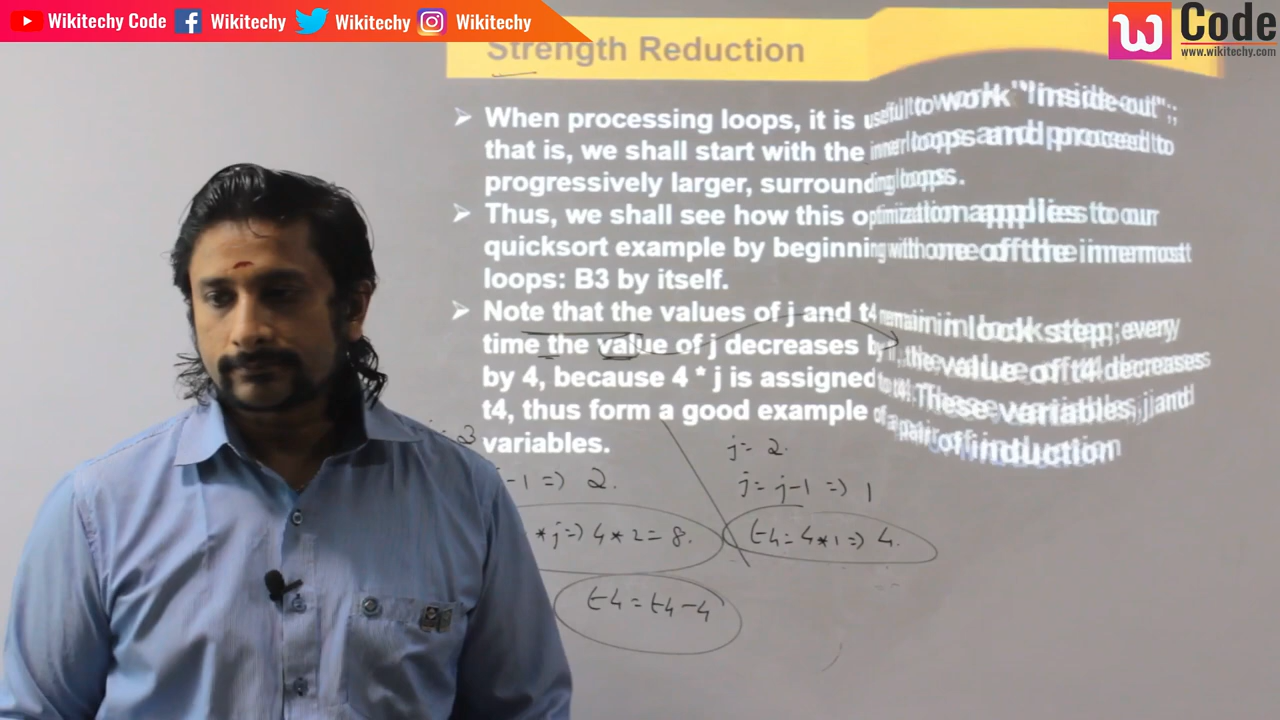 Wikitechy Code Wikitechy Wikitechy Wikitechy
W Code
www.wikitechy.com
Strength Reduction
➢ When processing loops, it is useful to work "inside-out";
that is, we shall start with the inner loops and proceed to
progressively larger, surrounding loops.
➢ Thus, we shall see how this optimization applies to our
quicksort example by beginning with one of the innermost
loops: B3 by itself.
➢ Note that the values of j and t4 remain in lock step; every
time the value of j decreases by 1, the value of t4 decreases
by 4, because 4 * j is assigned to t4. These variables, j and
t4, thus form a good example of a pair of induction
variables.
= 3
-1 => 2.
* j => 4 * 2 = 8.
t4 = t4 - 4
j = 2.
j = j - 1 => 1
t4 = 4 * 1 => 4.